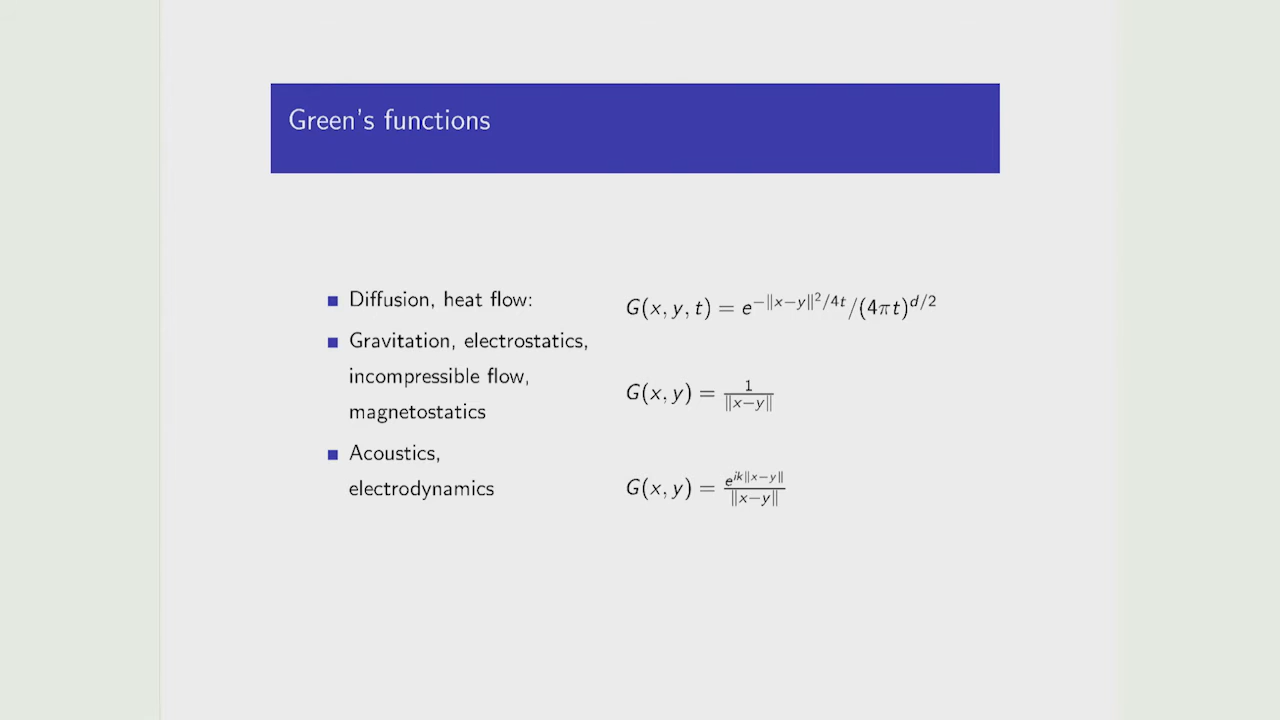 Green's functions
Diffusion, heat flow: G(x, y, t) = e^{−‖x−y‖²/4t}/(4πt)^{d/2}
Gravitation, electrostatics,
incompressible flow,
magnetostatics
G(x, y) = 1/‖x−y‖
Acoustics,
electrodynamics
G(x, y) = e^{ik‖x−y‖}/‖x−y‖